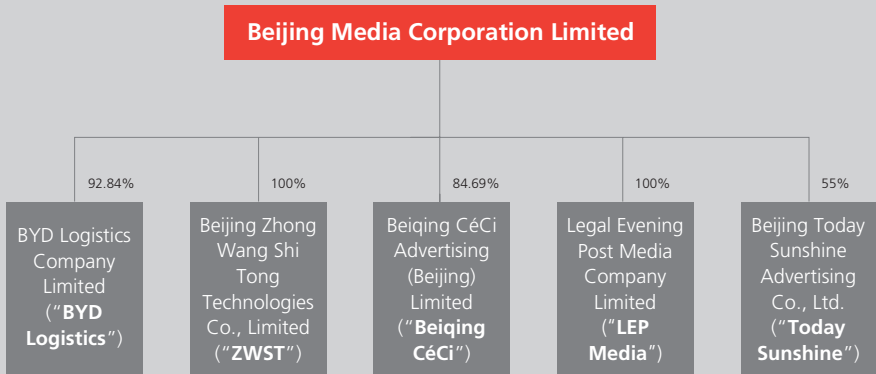 Beijing Media Corporation Limited
92.84%
100%
84.69%
100%
55%
BYD Logistics
Company
Limited
(“BYD
Logistics”)
Beijing Zhong
Wang Shi
Tong
Technologies
Co., Limited
(“ZWST”)
Beiqing CéCi
Advertising
(Beijing)
Limited
(“Beiqing
CéCi”)
Legal Evening
Post Media
Company
Limited
(“LEP
Media”)
Beijing Today
Sunshine
Advertising
Co., Ltd.
(“Today
Sunshine”)